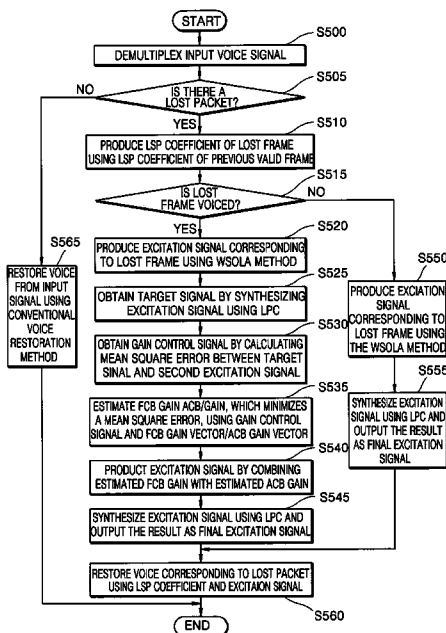 START
S500
DEMULTIPLEX INPUT VOICE SIGNAL
S505
NO
IS THERE A
LOST PACKET?
YES
S510
PRODUCE LSP COEFFICIENT OF LOST FRAME
USING LSP COEFFICIENT OF PREVIOUS VALID FRAME
S515
IS LOST
FRAME VOICED?
NO
YES
S520
PRODUCE EXCITATION SIGNAL CORRESPONDING
TO LOST FRAME USING WSOLA METHOD
S525
OBTAIN TARGET SIGNAL BY SYNTHESIZING
EXCITATION SIGNAL USING LPC
S530
OBTAIN GAIN CONTROL SIGNAL BY CALCULATING
MEAN SQUARE ERROR BETWEEN TARGET
SINAL AND SECOND EXCITATION SIGNAL
S535
ESTIMATE FCB GAIN ACB/GAIN, WHICH MINIMIZES
A MEAN SQUARE ERROR, USING GAIN CONTROL
SIGNAL AND FCB GAIN VECTOR/ACB GAIN VECTOR
S540
PRODUCT EXCITATION SIGNAL BY COMBINING
ESTIMATED FCB GAIN WITH ESTIMATED ACB GAIN
S545
SYNTHESIZE EXCITATION SIGNAL USING LPC AND
OUTPUT THE RESULT AS FINAL EXCITATION SIGNAL
S565
RESTORE VOICE
FROM INPUT
SIGNAL USING
CONVENTIONAL
VOICE
RESTORATION
METHOD
S550
PRODUCE EXCIATION
SIGNAL
CORRESPONDING TO
LOST FRAME USING
THE WSOLA METHOD
S555
SYNTHESIZE EXCITATION
SIGNAL USING LPC AND
OUTPUT THE RESULT
AS FINAL EXCITATION
SIGNAL
RESTORE VOICE CORRESPONDING TO LOST PACKET
USING LSP COEFFICIENT AND EXCITAION SIGNAL
S560
END